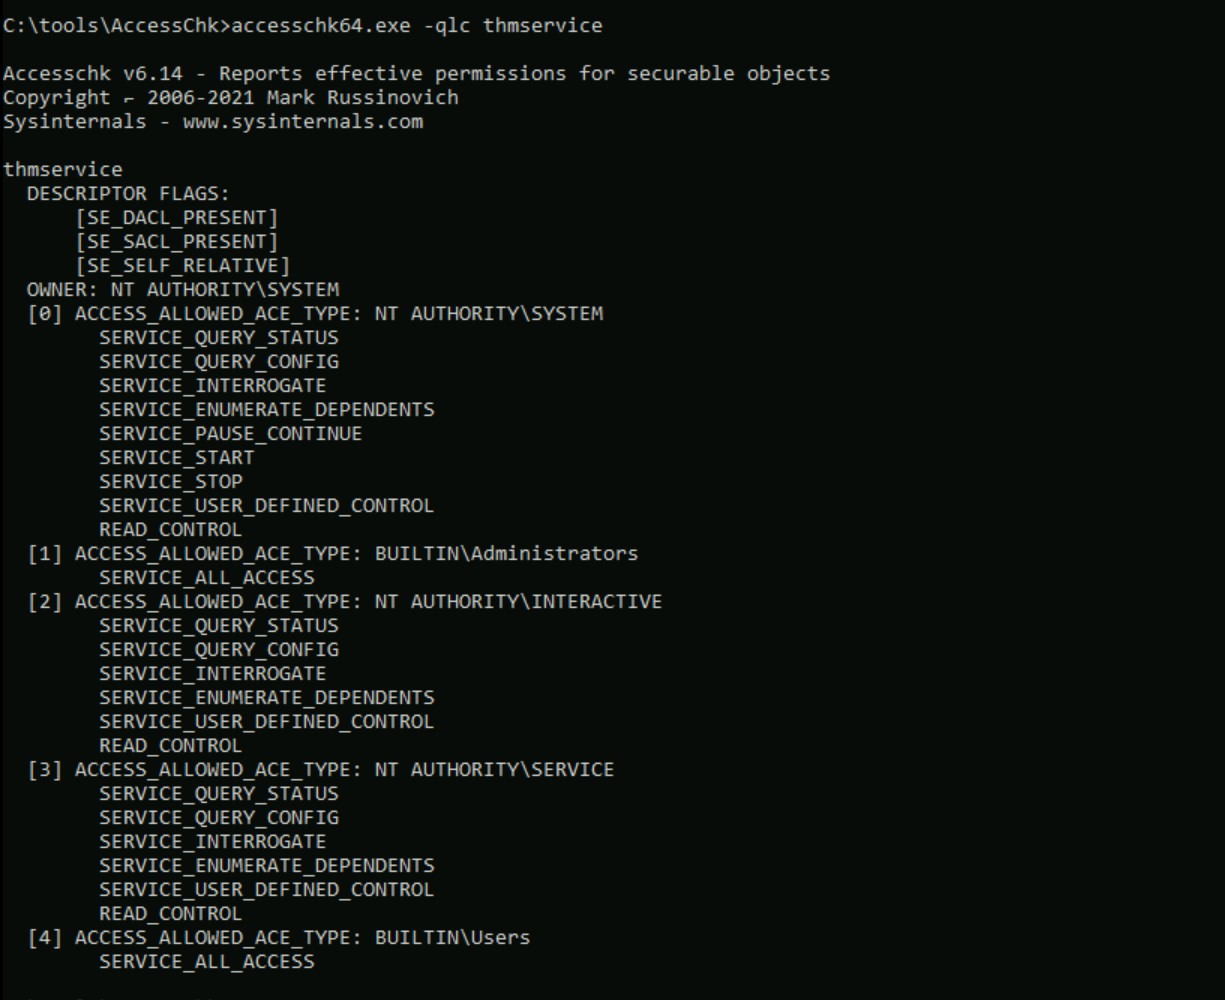 C:\tools\AccessChk>accesschk64.exe -qlc thmservice
Accesschk v6.14 - Reports effective permissions for securable objects
Copyright ⌐ 2006-2021 Mark Russinovich
Sysinternals - www.sysinternals.com
thmservice
DESCRIPTOR FLAGS:
[SE_DACL_PRESENT]
[SE_SACL_PRESENT]
[SE_SELF_RELATIVE]
OWNER: NT AUTHORITY\SYSTEM
[0] ACCESS_ALLOWED_ACE_TYPE: NT AUTHORITY\SYSTEM
SERVICE_QUERY_STATUS
SERVICE_QUERY_CONFIG
SERVICE_INTERROGATE
SERVICE_ENUMERATE_DEPENDENTS
SERVICE_PAUSE_CONTINUE
SERVICE_START
SERVICE_STOP
SERVICE_USER_DEFINED_CONTROL
READ_CONTROL
[1] ACCESS_ALLOWED_ACE_TYPE: BUILTIN\Administrators
SERVICE_ALL_ACCESS
[2] ACCESS_ALLOWED_ACE_TYPE: NT AUTHORITY\INTERACTIVE
SERVICE_QUERY_STATUS
SERVICE_QUERY_CONFIG
SERVICE_INTERROGATE
SERVICE_ENUMERATE_DEPENDENTS
SERVICE_USER_DEFINED_CONTROL
READ_CONTROL
[3] ACCESS_ALLOWED_ACE_TYPE: NT AUTHORITY\SERVICE
SERVICE_QUERY_STATUS
SERVICE_QUERY_CONFIG
SERVICE_INTERROGATE
SERVICE_ENUMERATE_DEPENDENTS
SERVICE_USER_DEFINED_CONTROL
READ_CONTROL
[4] ACCESS_ALLOWED_ACE_TYPE: BUILTIN\Users
SERVICE_ALL_ACCESS